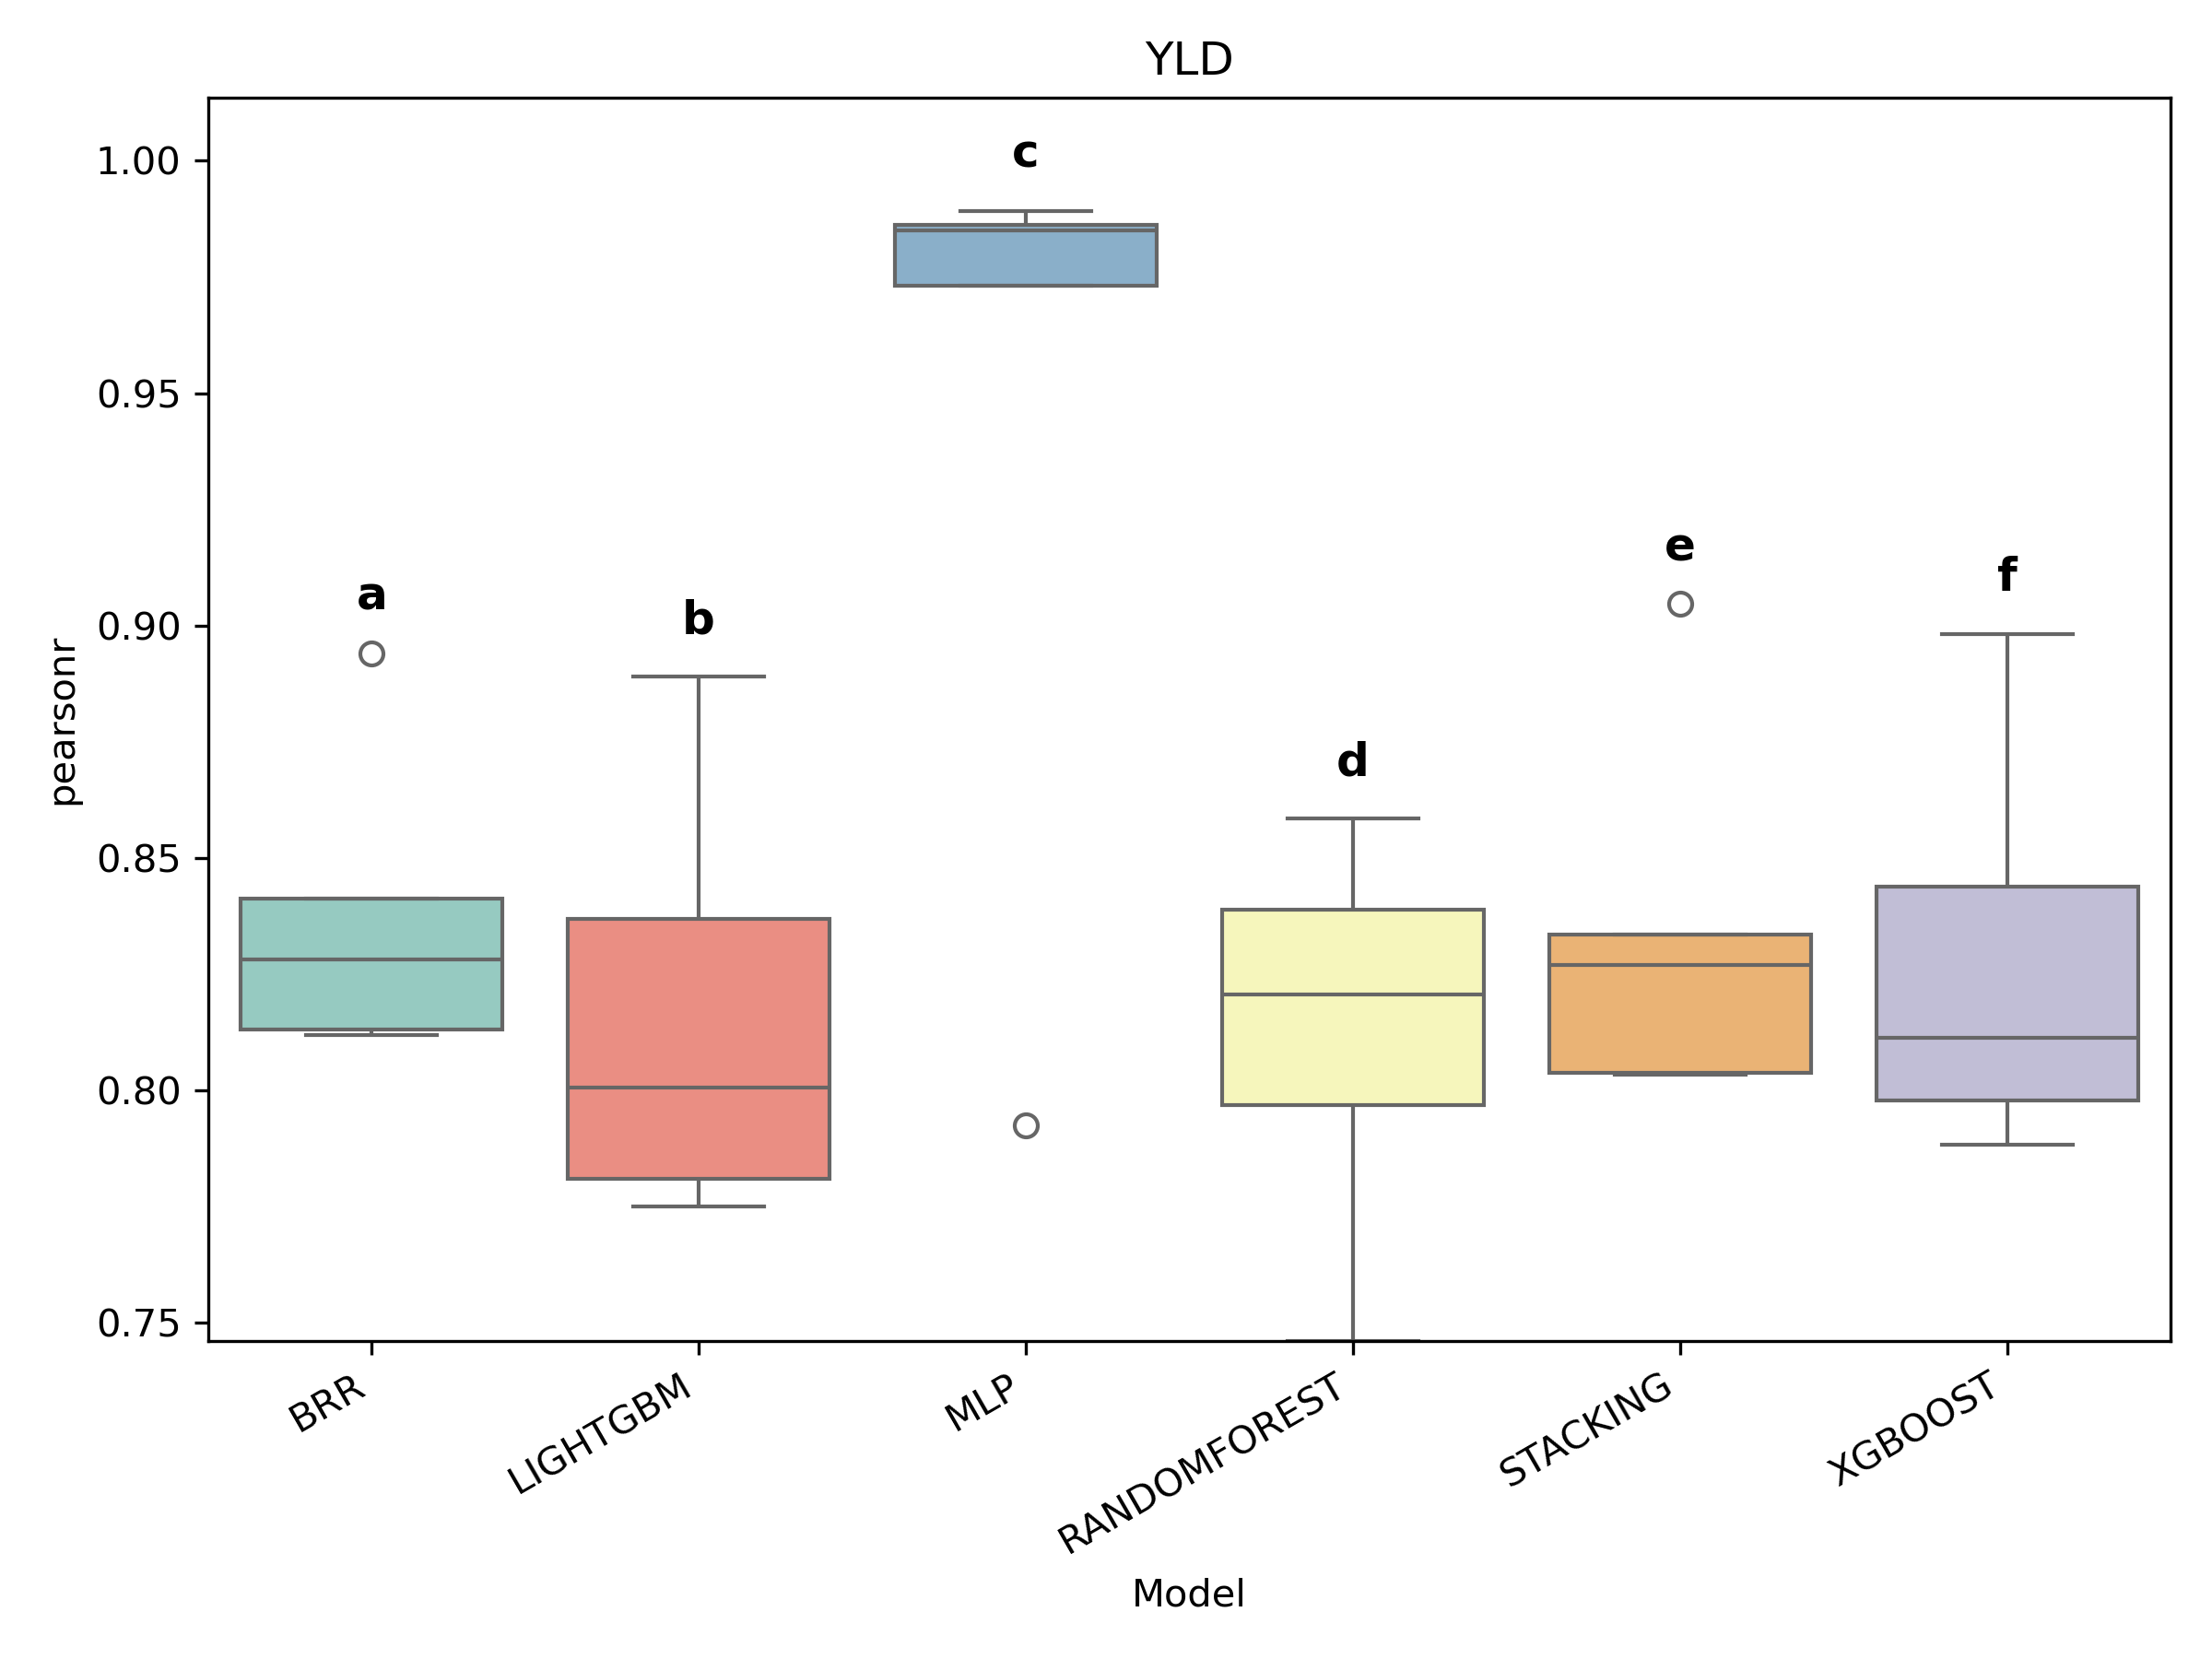 YLD
1.00
0.95
0.90
0.85
0.80
0.75
pearsonr
a
b
c
d
e
f
BRR
LIGHTGBM
MLP
RANDOMFOREST
STACKING
XGBOOST
Model